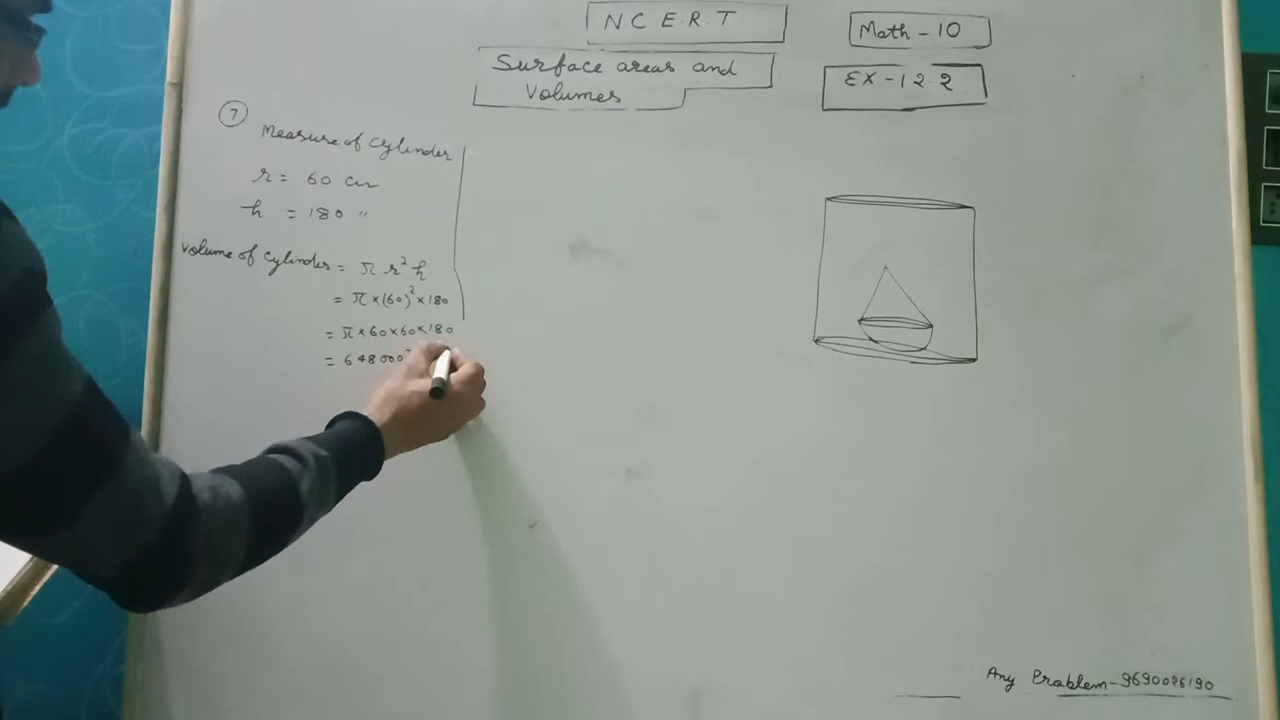 N C E R T
Math - 10
Surface areas and
Volumes
EX - 12.2
7
Measure of cylinder
r = 60 cm
h = 180 "
Volume of cylinder = π r² h
= π × (60)² × 180
= π × 60 × 60 × 180
= 648000
Any Problem - 9690026190